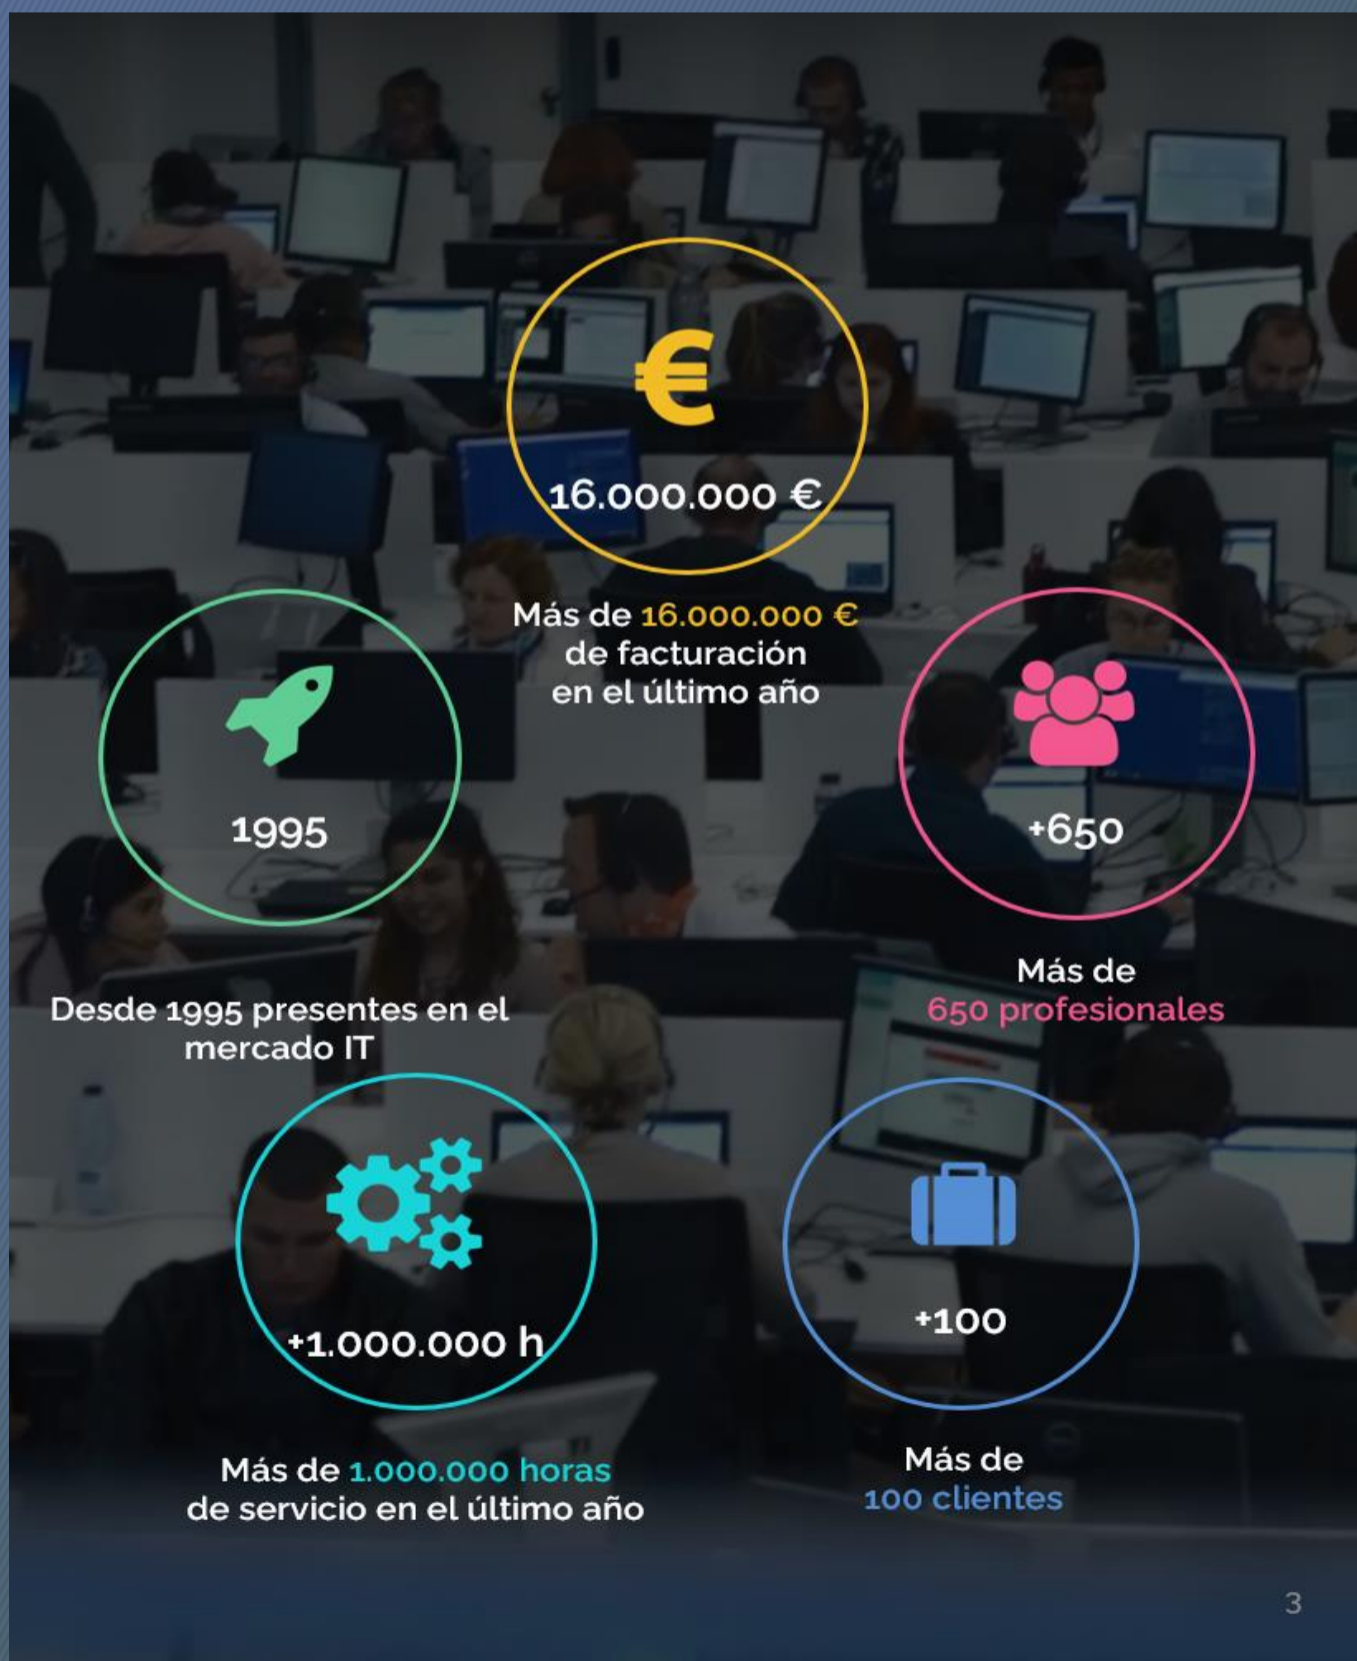 €
16.000.000 €
Más de 16.000.000 €
de facturación
en el último año
1995
Desde 1995 presentes en el
mercado IT
+650
Más de
650 profesionales
+1.000.000 h
Más de 1.000.000 horas
de servicio en el último año
+100
Más de
100 clientes
3